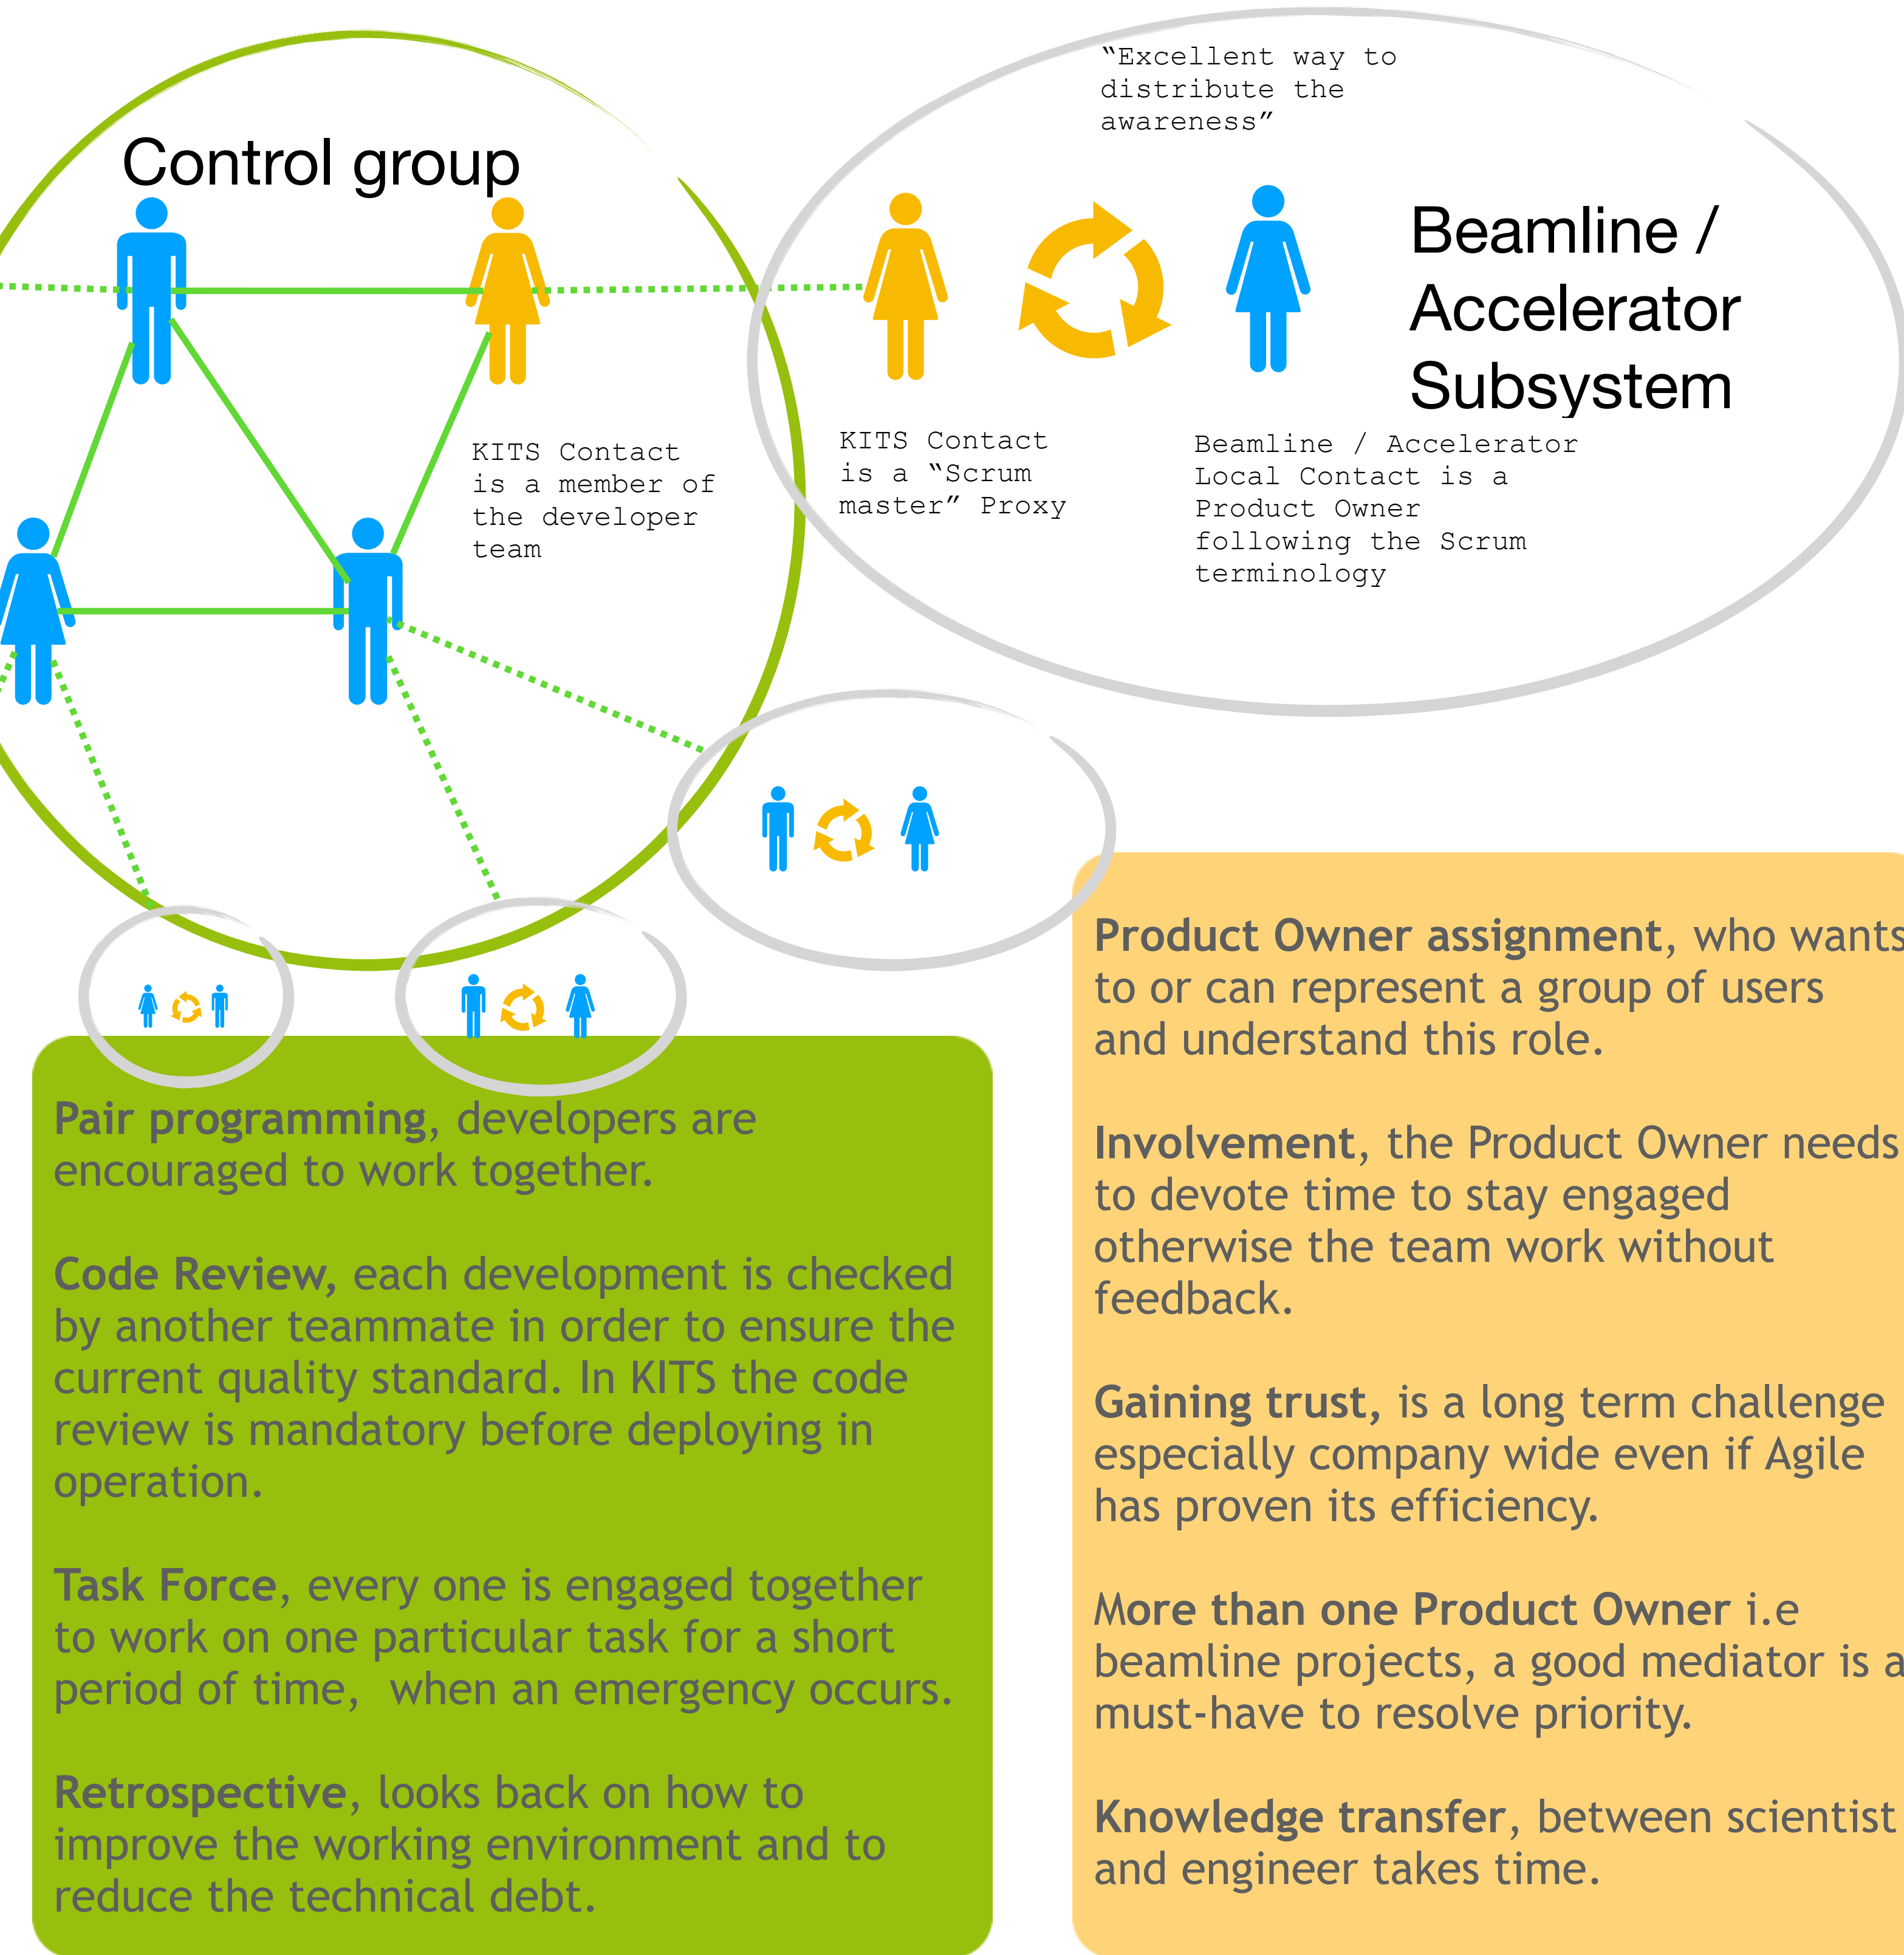 "Excellent way to
distribute the
awareness"
Control group
Beamline /
Accelerator
Subsystem
KITS Contact
is a member of
the developer
team
KITS Contact
is a "Scrum
master" Proxy
Beamline / Accelerator
Local Contact is a
Product Owner
following the Scrum
terminology
Pair programming, developers are
encouraged to work together.
Code Review, each development is checked
by another teammate in order to ensure the
current quality standard. In KITS the code
review is mandatory before deploying in
operation.
Task Force, every one is engaged together
to work on one particular task for a short
period of time,  when an emergency occurs.
Retrospective, looks back on how to
improve the working environment and to
reduce the technical debt.
Product Owner assignment, who wants
to or can represent a group of users
and understand this role.
Involvement, the Product Owner needs
to devote time to stay engaged
otherwise the team work without
feedback.
Gaining trust, is a long term challenge
especially company wide even if Agile
has proven its efficiency.
More than one Product Owner i.e
beamline projects, a good mediator is a
must-have to resolve priority.
Knowledge transfer, between scientist
and engineer takes time.